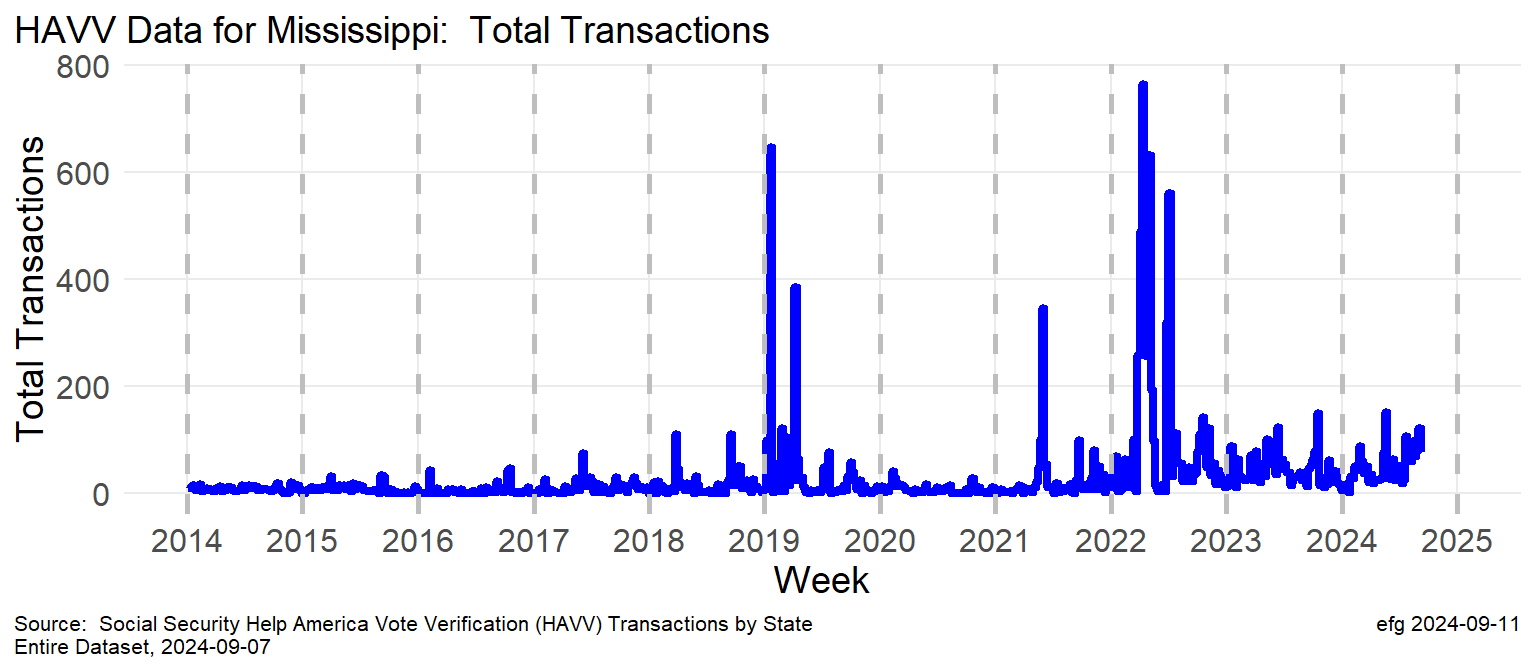 HAVV Data for Mississippi:  Total Transactions
800
600
400
200
0
Total Transactions
2014 2015 2016 2017 2018 2019 2020 2021 2022 2023 2024 2025
Week
Source:  Social Security Help America Vote Verification (HAVV) Transactions by State
Entire Dataset, 2024-09-07
efg 2024-09-11